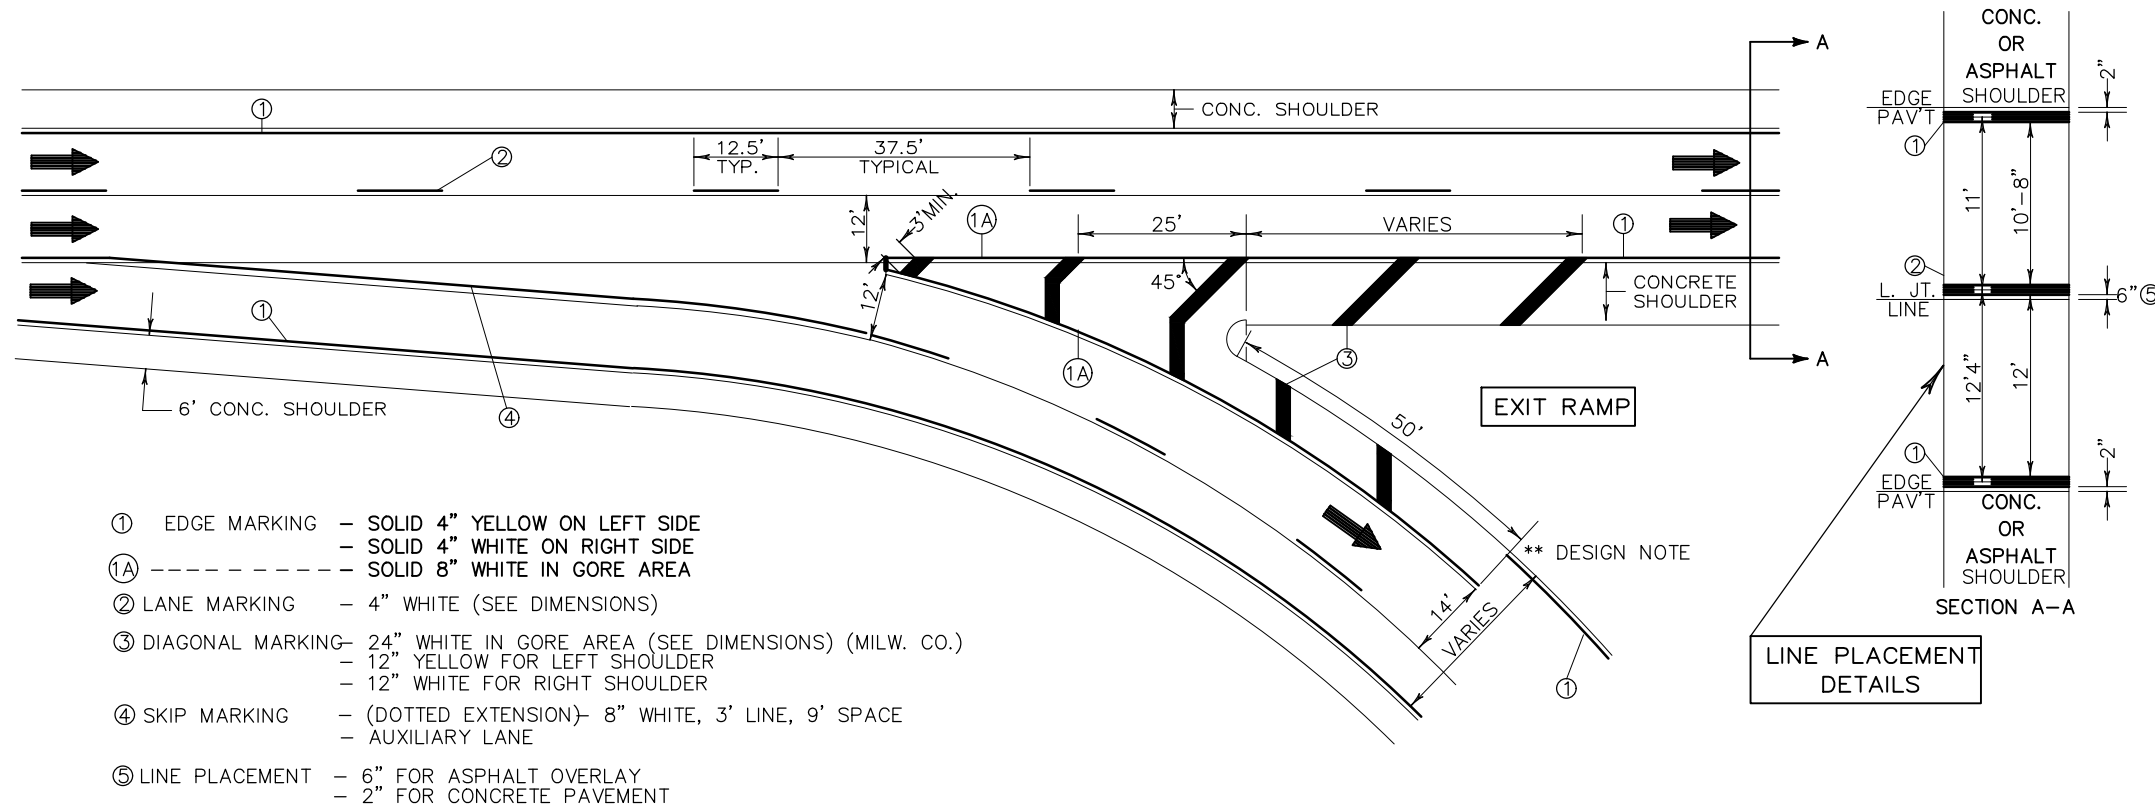 ① CONC. SHOULDER
② 12.5' TYP. 37.5' TYPICAL
12' 3' MIN. 1A 25' VARIES ①
12' 45° CONCRETE
SHOULDER
① ③
1A
6' CONC. SHOULDER ④
50'
EXIT RAMP
** DESIGN NOTE
14'
VARIES
①
① EDGE MARKING – SOLID 4" YELLOW ON LEFT SIDE
– SOLID 4" WHITE ON RIGHT SIDE
1A – – – – – – – – – – – SOLID 8" WHITE IN GORE AREA
② LANE MARKING – 4" WHITE (SEE DIMENSIONS)
③ DIAGONAL MARKING – 24" WHITE IN GORE AREA (SEE DIMENSIONS) (MILW. CO.)
– 12" YELLOW FOR LEFT SHOULDER
– 12" WHITE FOR RIGHT SHOULDER
④ SKIP MARKING – (DOTTED EXTENSION)– 8" WHITE, 3' LINE, 9' SPACE
– AUXILIARY LANE
⑤ LINE PLACEMENT – 6" FOR ASPHALT OVERLAY
– 2" FOR CONCRETE PAVEMENT
A
A
CONC.
OR
ASPHALT
SHOULDER
EDGE
PAV'T
2"
①
11'
10'–8"
②
L. JT.
LINE
6" ⑤
12'4"
12'
①
EDGE
PAV'T
2"
CONC.
OR
ASPHALT
SHOULDER
SECTION A–A
LINE PLACEMENT
DETAILS